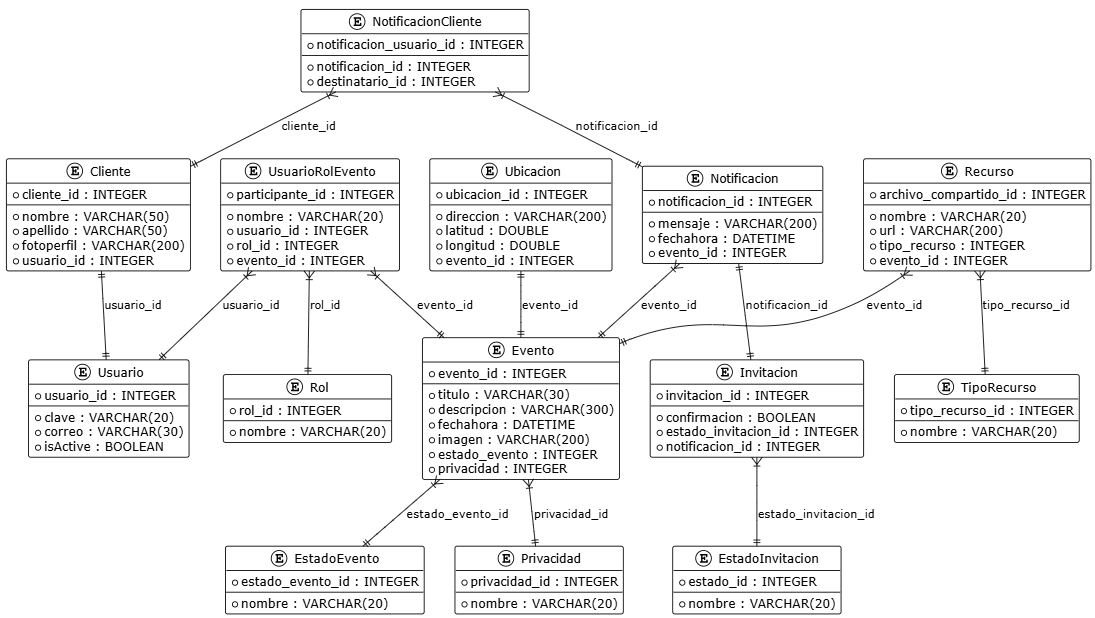 E NotificacionCliente
notificacion_usuario_id : INTEGER
notificacion_id : INTEGER
destinatario_id : INTEGER
cliente_id
notificacion_id
E Cliente
cliente_id : INTEGER
nombre : VARCHAR(50)
apellido : VARCHAR(50)
fotoperfil : VARCHAR(200)
usuario_id : INTEGER
E UsuarioRolEvento
participante_id : INTEGER
nombre : VARCHAR(20)
usuario_id : INTEGER
rol_id : INTEGER
evento_id : INTEGER
E Ubicacion
ubicacion_id : INTEGER
direccion : VARCHAR(200)
latitud : DOUBLE
longitud : DOUBLE
evento_id : INTEGER
E Notificacion
notificacion_id : INTEGER
mensaje : VARCHAR(200)
fechahora : DATETIME
evento_id : INTEGER
E Recurso
archivo_compartido_id : INTEGER
nombre : VARCHAR(20)
url : VARCHAR(200)
tipo_recurso : INTEGER
evento_id : INTEGER
usuario_id
usuario_id
rol_id
evento_id
evento_id
evento_id
notificacion_id
evento_id
tipo_recurso_id
E Usuario
usuario_id : INTEGER
clave : VARCHAR(20)
correo : VARCHAR(30)
isActive : BOOLEAN
E Rol
rol_id : INTEGER
nombre : VARCHAR(20)
E Evento
evento_id : INTEGER
titulo : VARCHAR(30)
descripcion : VARCHAR(300)
fechahora : DATETIME
imagen : VARCHAR(200)
estado_evento : INTEGER
privacidad : INTEGER
E Invitacion
invitacion_id : INTEGER
confirmacion : BOOLEAN
estado_invitacion_id : INTEGER
notificacion_id : INTEGER
E TipoRecurso
tipo_recurso_id : INTEGER
nombre : VARCHAR(20)
estado_evento_id
privacidad_id
estado_invitacion_id
E EstadoEvento
estado_evento_id : INTEGER
nombre : VARCHAR(20)
E Privacidad
privacidad_id : INTEGER
nombre : VARCHAR(20)
E EstadoInvitacion
estado_id : INTEGER
nombre : VARCHAR(20)